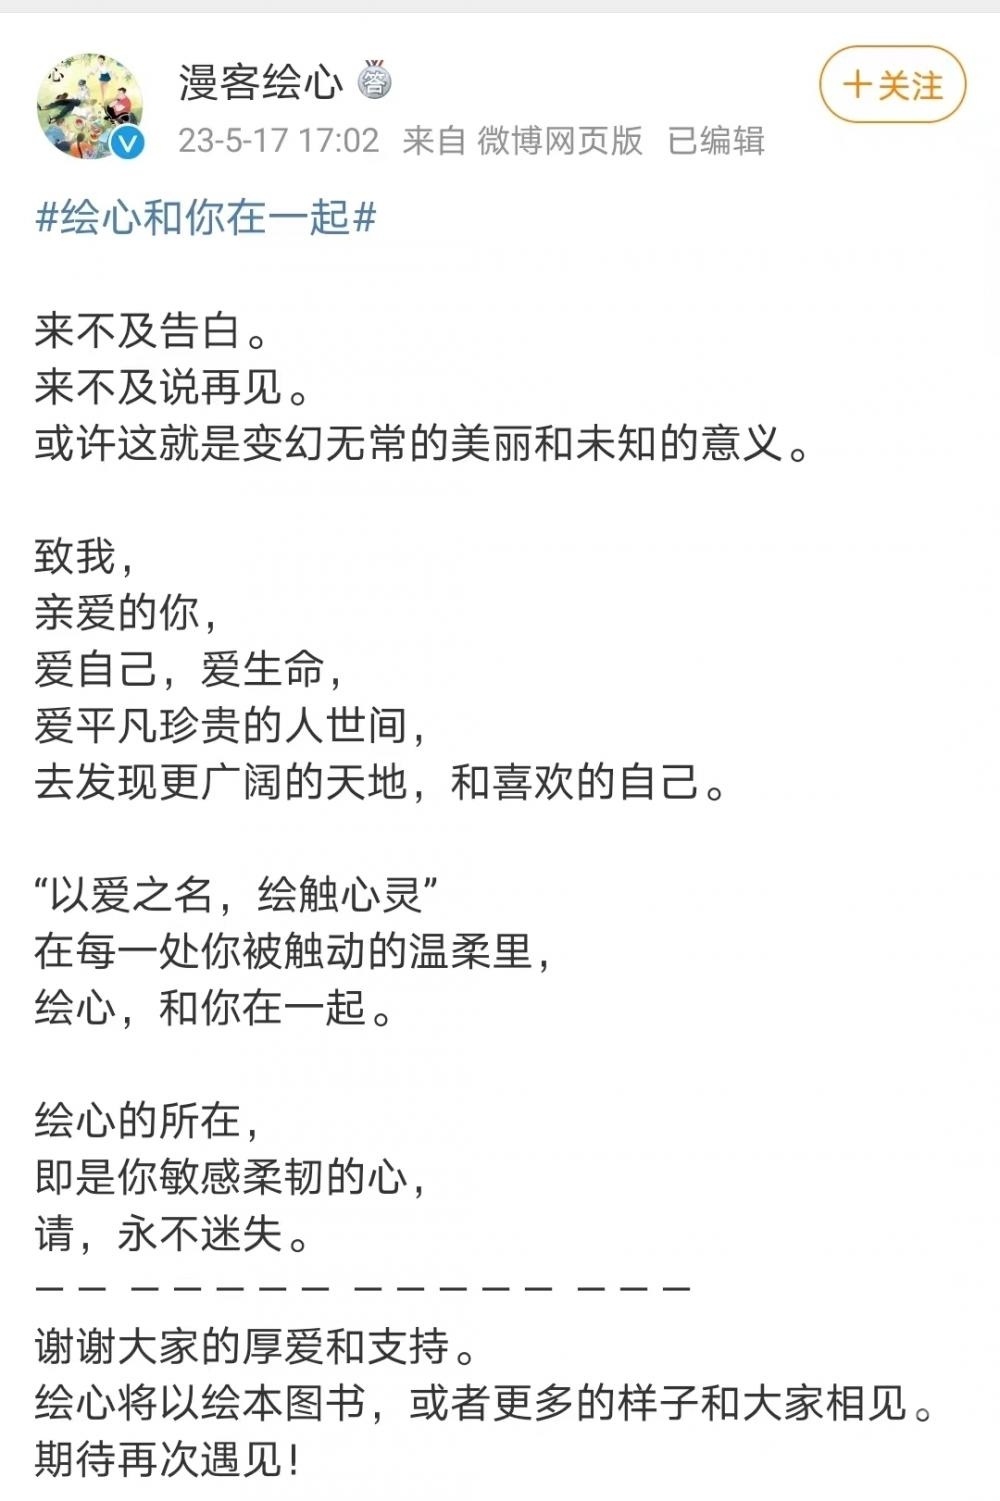 漫客绘心 答
+关注
23-5-17 17:02 来自 微博网页版 已编辑
#绘心和你在一起#
来不及告白。
来不及说再见。
或许这就是变幻无常的美丽和未知的意义。
致我，
亲爱的你，
爱自己，爱生命，
爱平凡珍贵的人世间，
去发现更广阔的天地，和喜欢的自己。
“以爱之名，绘触心灵”
在每一处你被触动的温柔里，
绘心，和你在一起。
绘心的所在，
即是你敏感柔韧的心，
请，永不迷失。
— — — — — — — — — — — — — — —
谢谢大家的厚爱和支持。
绘心将以绘本图书，或者更多的样子和大家相见。
期待再次遇见！